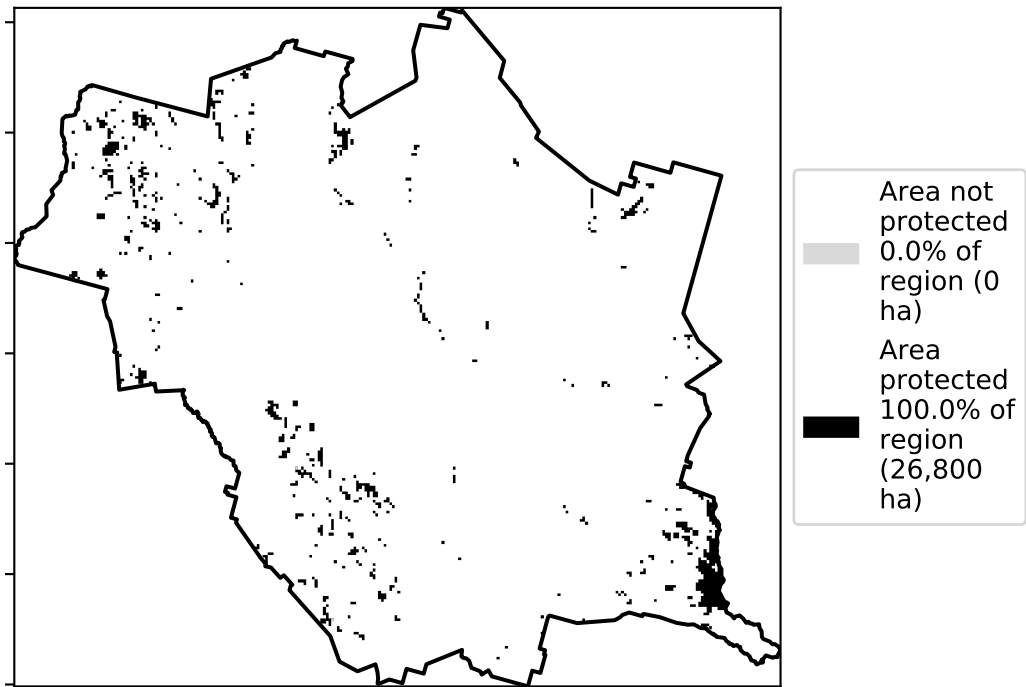 Area not
protected
0.0% of
region (0
ha)
Area
protected
100.0% of
region
(26,800
ha)